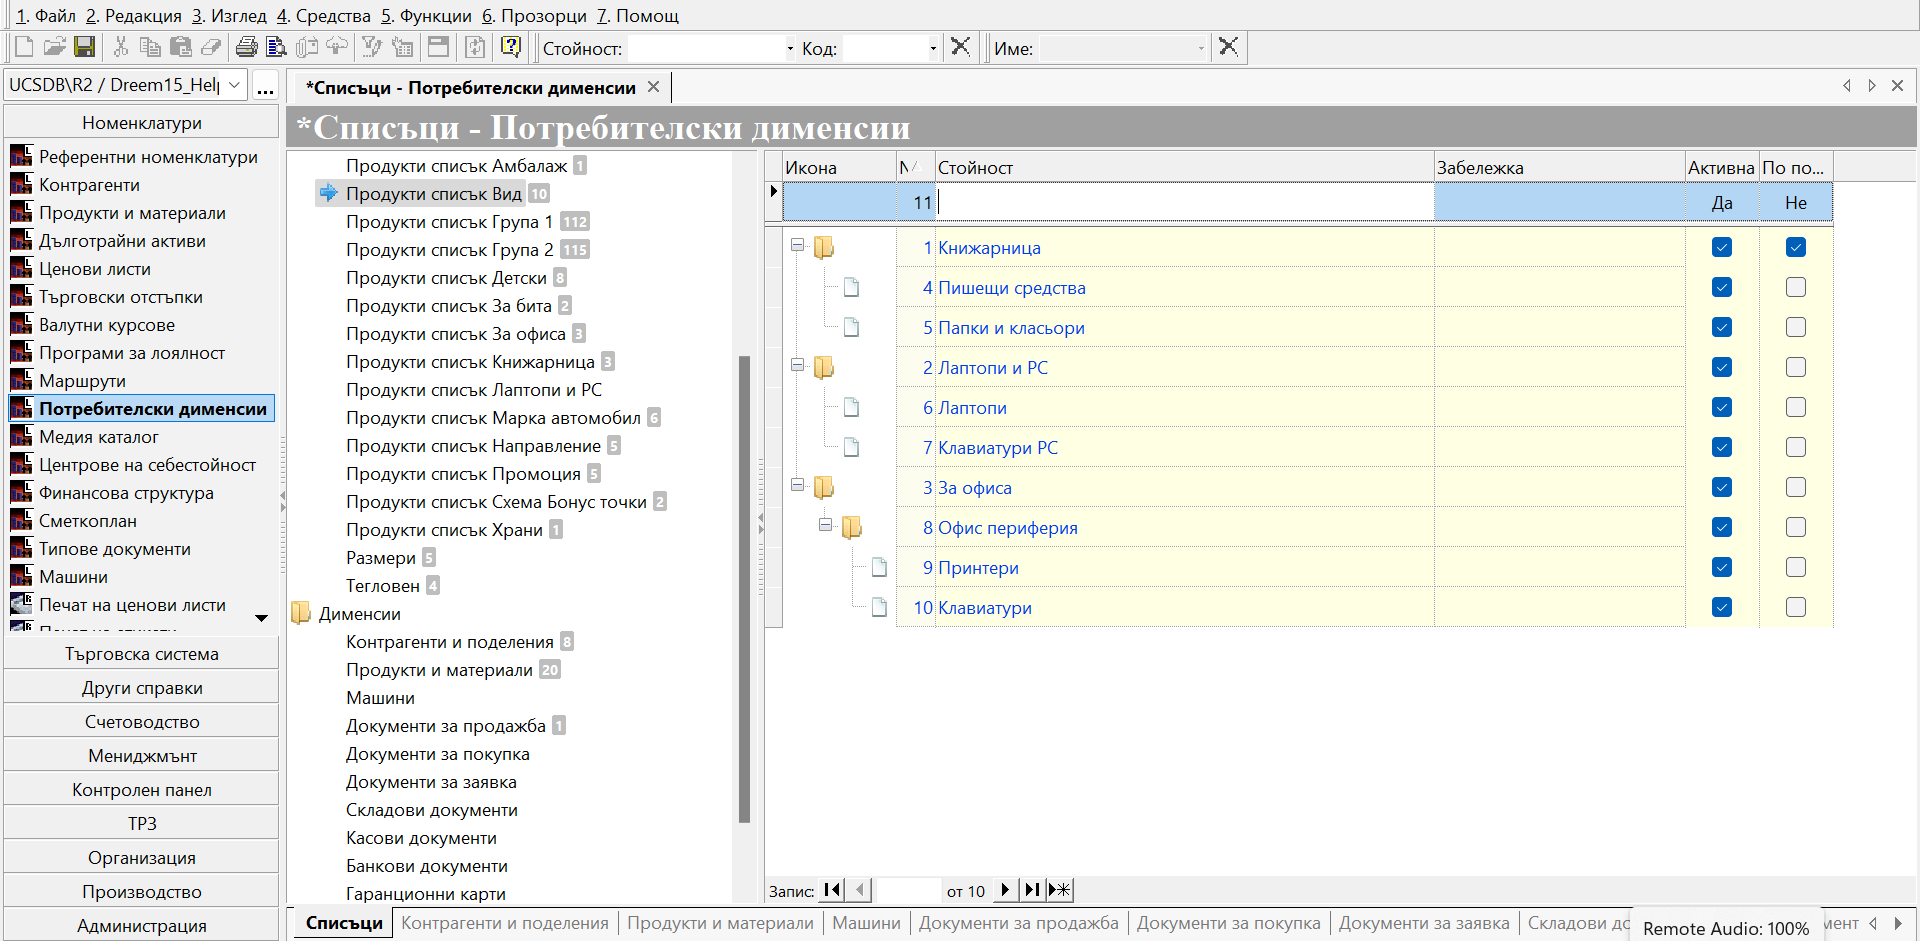 1. Файл 2. Редакция 3. Изглед 4. Средства 5. Функции 6. Прозорци 7. Помощ
Стойност: Код: Име:
UCSDB\R2 / Dreem15_Help
...
*Списъци - Потребителски дименсии
*Списъци - Потребителски дименсии
Номенклатури
Референтни номенклатури
Контрагенти
Продукти и материали
Дълготрайни активи
Ценови листи
Търговски отстъпки
Валутни курсове
Програми за лоялност
Маршрути
Потребителски дименсии
Медия каталог
Центрове на себестойност
Финансова структура
Сметкоплан
Типове документи
Машини
Печат на ценови листи
Търговска система
Други справки
Счетоводство
Мениджмънт
Контролен панел
ТРЗ
Организация
Производство
Администрация
Продукти списък Амбалаж 1
Продукти списък Вид 10
Продукти списък Група 1 112
Продукти списък Група 2 115
Продукти списък Детски 8
Продукти списък За бита 2
Продукти списък За офиса 3
Продукти списък Книжарница 3
Продукти списък Лаптопи и PC
Продукти списък Марка автомобил 6
Продукти списък Направление 5
Продукти списък Промоция 5
Продукти списък Схема Бонус точки 2
Продукти списък Храни 1
Размери 5
Тегловен 4
Дименсии
Контрагенти и поделения 8
Продукти и материали 20
Машини
Документи за продажба 1
Документи за покупка
Документи за заявка
Складови документи
Касови документи
Банкови документи
Гаранционни карти
Икона Стойност Забележка Активна По по...
11 Да Не
1 Книжарница
4 Пишещи средства
5 Папки и класьори
2 Лаптопи и PC
6 Лаптопи
7 Клавиатури PC
3 За офиса
8 Офис периферия
9 Принтери
10 Клавиатури
Запис: от 10
Списъци Контрагенти и поделения Продукти и материали Машини Документи за продажба Документи за покупка Документи за заявка Складови
Remote Audio: 100%